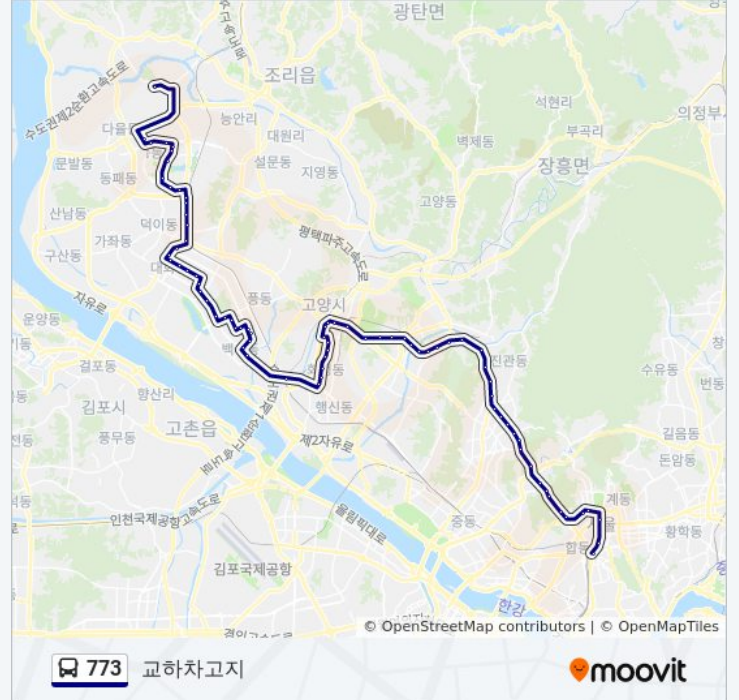 광탄면
조리읍
수도권제2순환고속도로
능안리
석현리
의정부
다율동
대원리
벽제동
부곡리
문발동
설문동
지영동
장흥면
동패동
고양동
산남동
덕이동
가좌동
평택파주고속도로
구산동
자유로
풍동
고양시
운양동
걸포동
진관동
수유동
향산리
번동
김포시
행신동
고촌읍
길음동
풍무동
제2자유로
돈암동
인천국제공항고속도로
올림픽대로
중동
계동
황학동
합동
김포국제공항
한강
© OpenStreetMap contributors | © OpenMapTiles
773 교하차고지
moovit